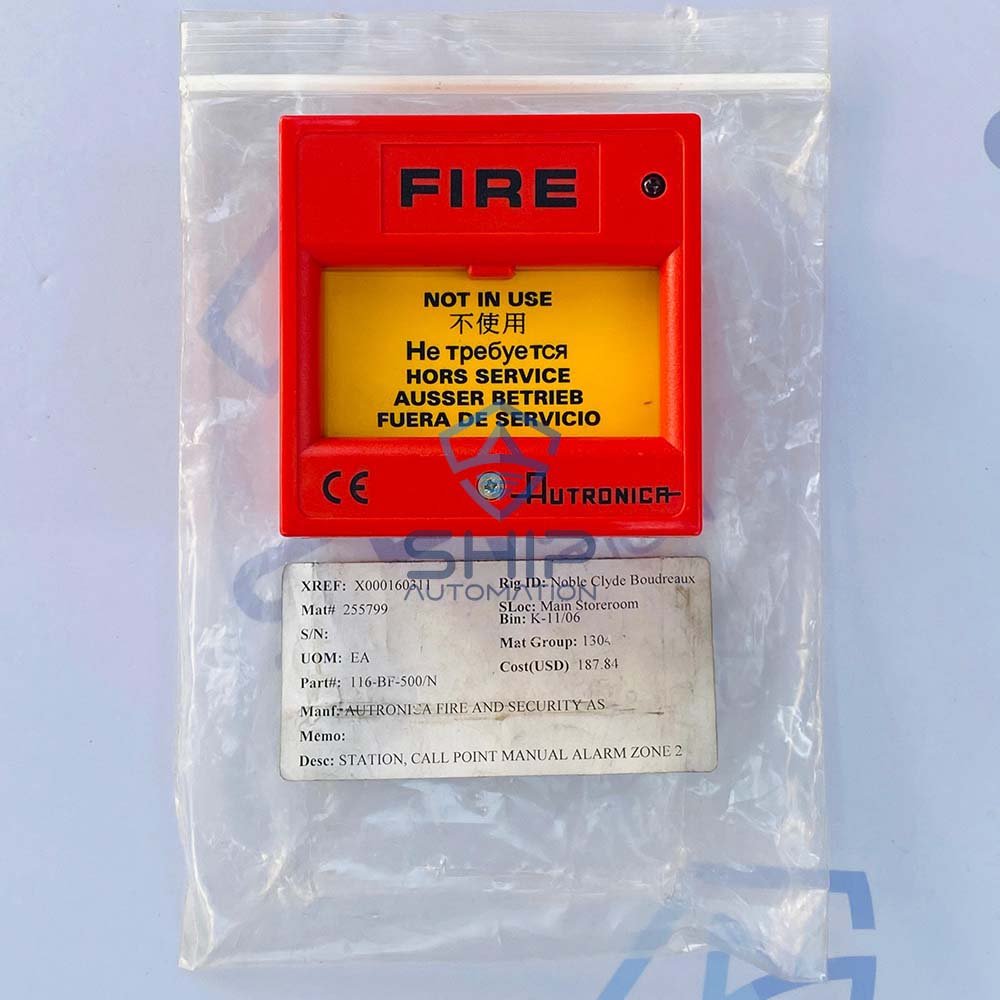 FIRE
NOT IN USE
不使用
Не требуется
HORS SERVICE
AUSSER BETRIEB
FUERA DE SERVICIO
CE
AUTRONICA
SHIP
AUTOMATION
XREF: X000160311
Rig ID: Noble Clyde Boudreaux
Mat# 255799
SLoc: Main Storeroom
S/N:
Bin: K-11/06
UOM: EA
Mat Group: 1304
Part#: 116-BF-500/N
Cost(USD) 187.84
Manf: AUTRONICA FIRE AND SECURITY AS
Memo:
Desc: STATION, CALL POINT MANUAL ALARM ZONE 2